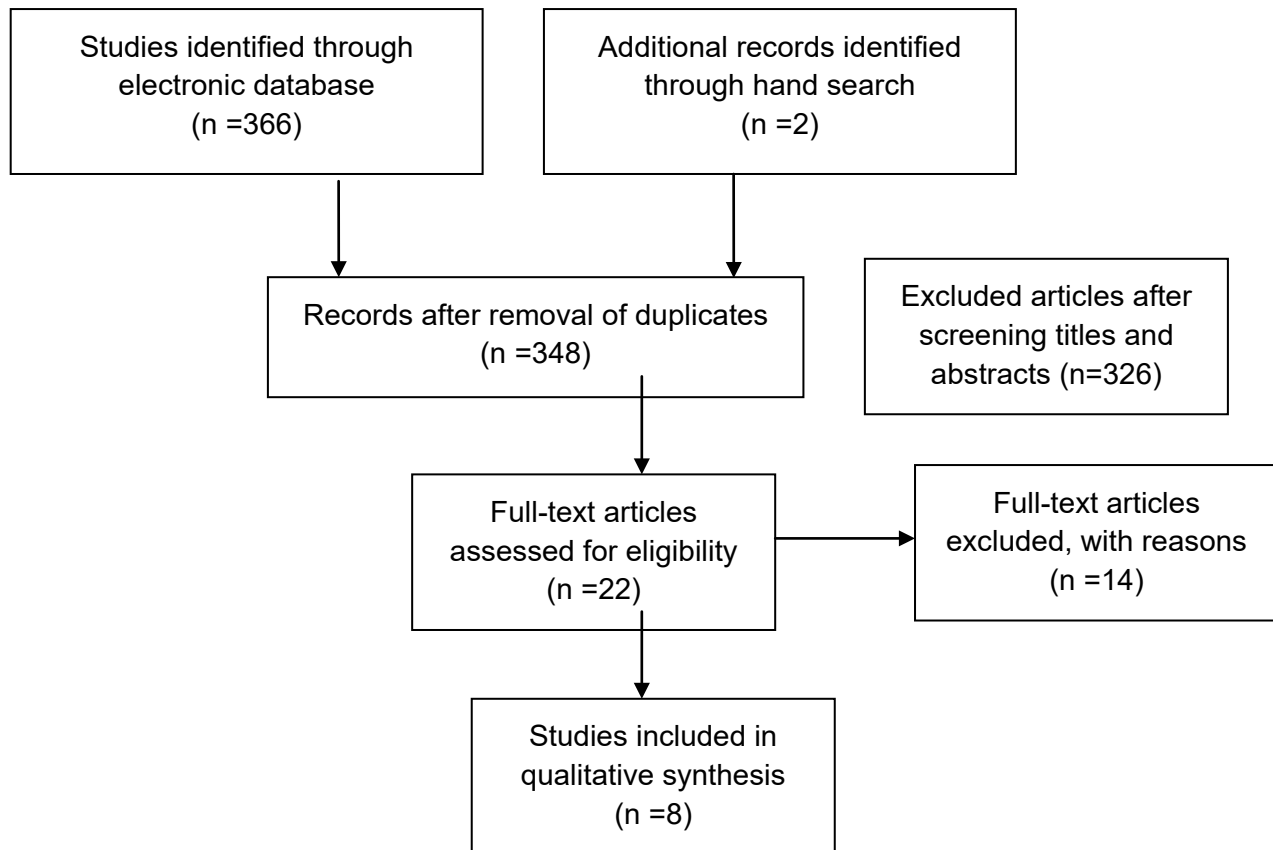 Studies identified through
electronic database
(n =366)
Additional records identified
through hand search
(n =2)
Records after removal of duplicates
(n =348)
Excluded articles after
screening titles and
abstracts (n=326)
Full-text articles
assessed for eligibility
(n =22)
Full-text articles
excluded, with reasons
(n =14)
Studies included in
qualitative synthesis
(n =8)